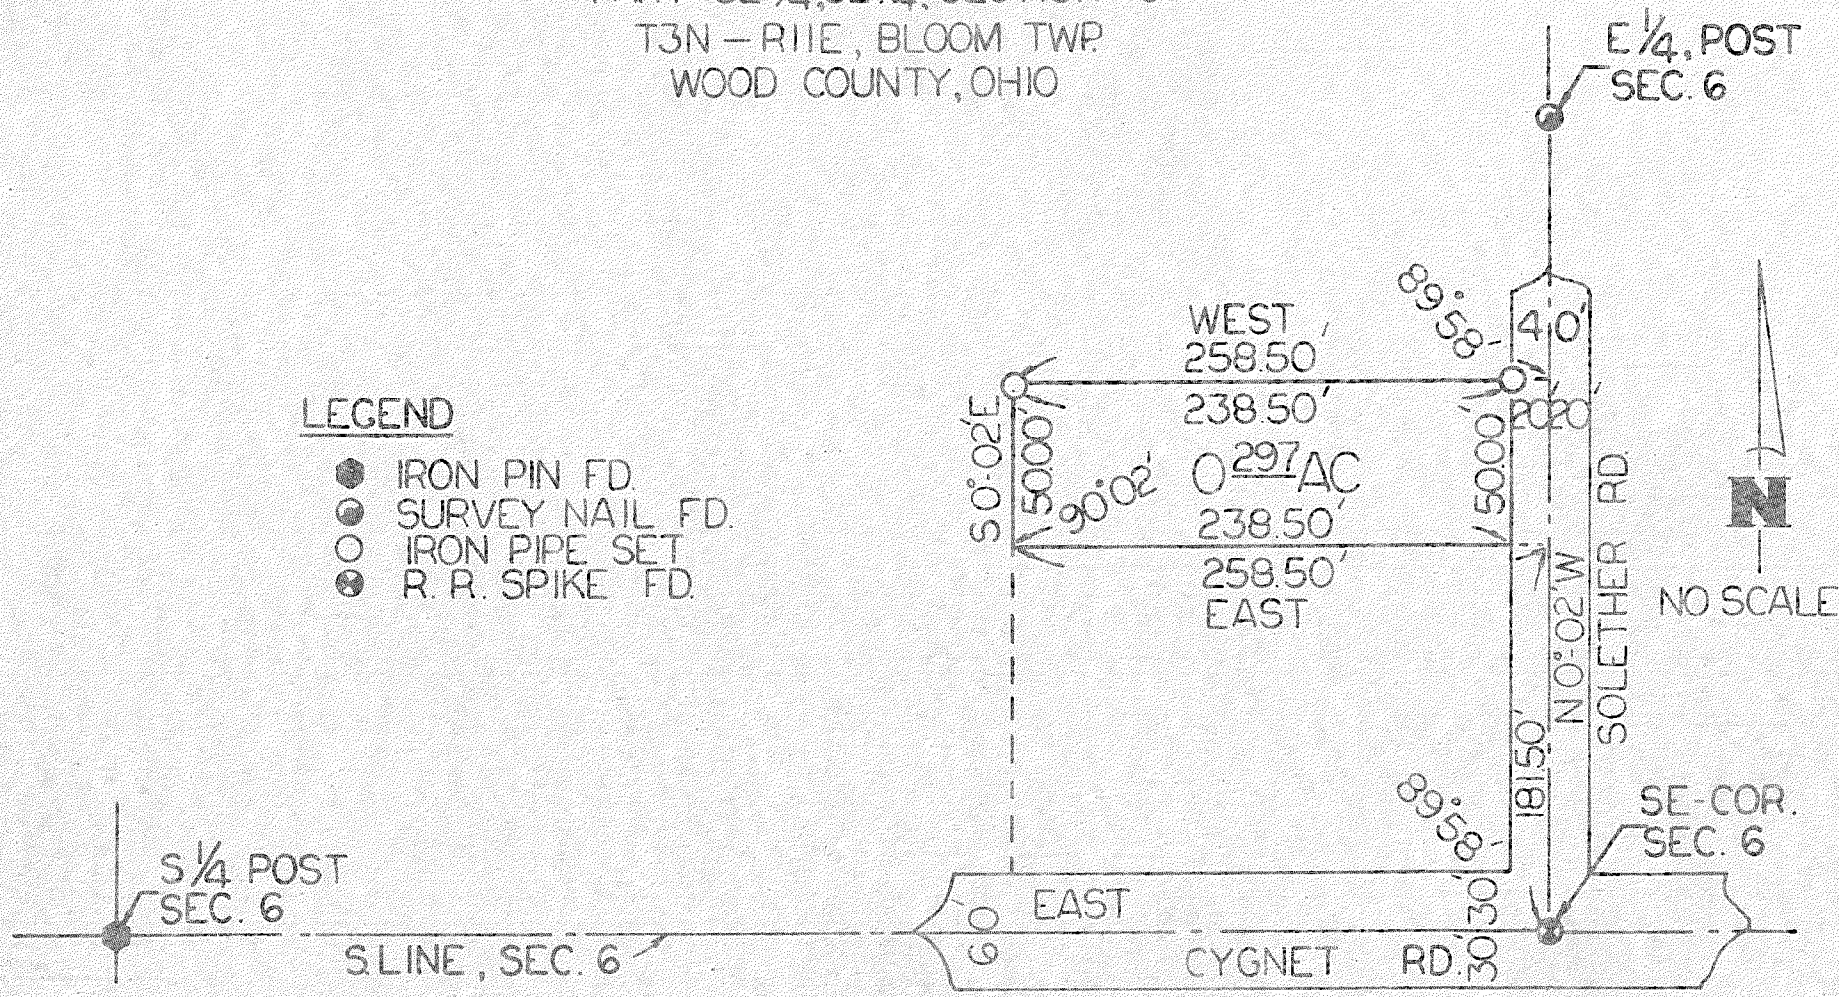 T3N – R11E, BLOOM TWP.
WOOD COUNTY, OHIO
E 1/4, POST
SEC. 6
LEGEND
IRON PIN FD.
SURVEY NAIL FD.
IRON PIPE SET
R. R. SPIKE FD.
WEST
258.50'
238.50'
89°58'
40'
20'
20'
S 0°-02'E
50.00'
90°02'
0 297 AC
50.00'
238.50'
258.50'
EAST
N 0°-02'W
SOLETHER RD.
N
NO SCALE
181.50'
89°58'
SE-COR.
SEC. 6
S 1/4 POST
SEC. 6
S. LINE, SEC. 6
60'
EAST
CYGNET RD.
30'
30'